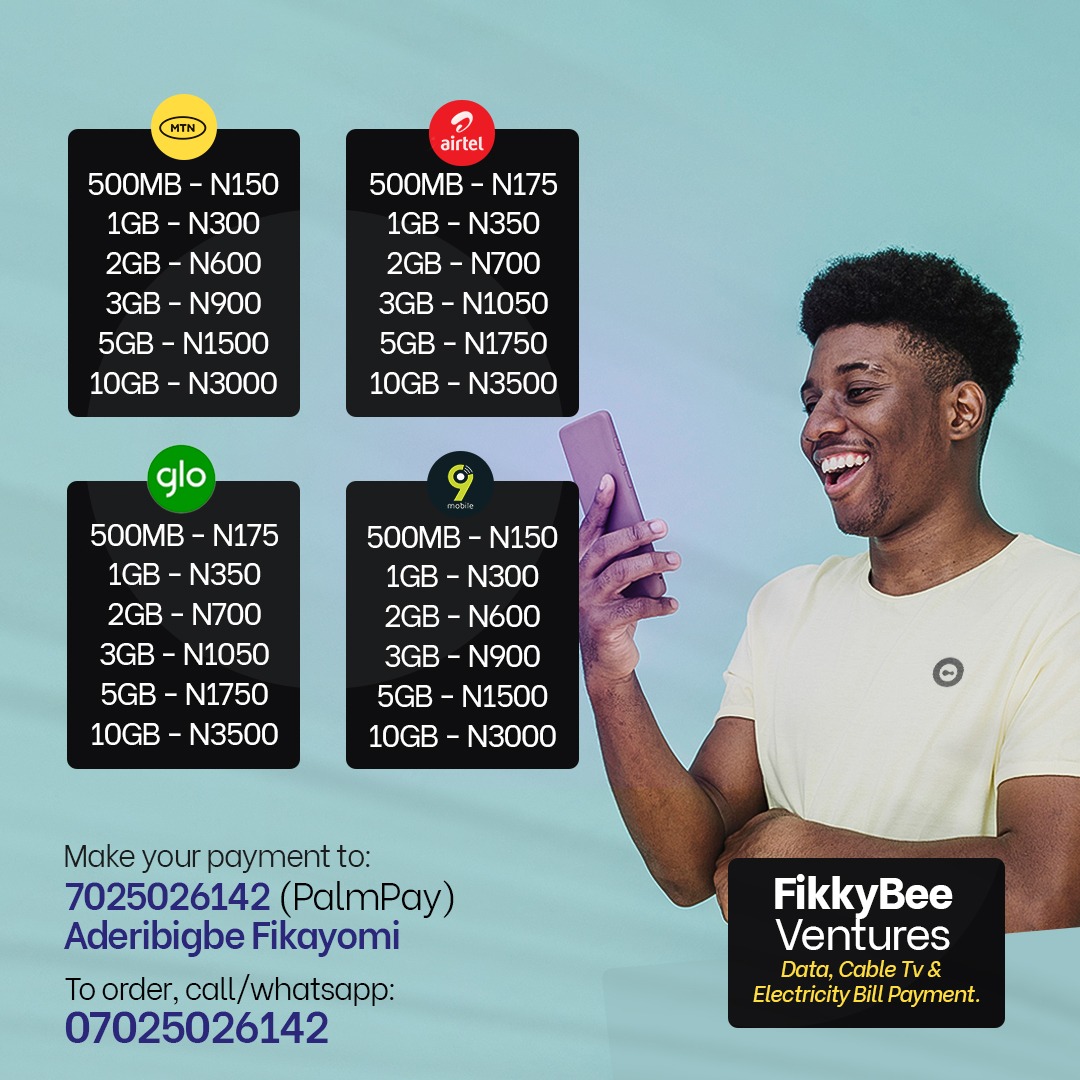 MTN
500MB - N150
1GB - N300
2GB - N600
3GB - N900
5GB - N1500
10GB - N3000
airtel
500MB - N175
1GB - N350
2GB - N700
3GB - N1050
5GB - N1750
10GB - N3500
glo
500MB - N175
1GB - N350
2GB - N700
3GB - N1050
5GB - N1750
10GB - N3500
9
mobile
500MB - N150
1GB - N300
2GB - N600
3GB - N900
5GB - N1500
10GB - N3000
Make your payment to:
7025026142 (PalmPay)
Aderibigbe Fikayomi
To order, call/whatsapp:
07025026142
FikkyBee
Ventures
Data, Cable Tv &
Electricity Bill Payment.